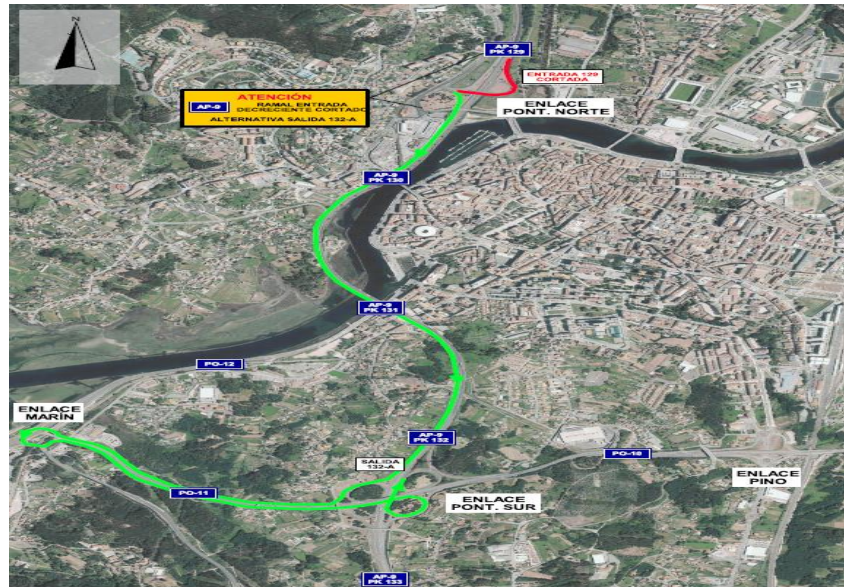 N
AP-9
PK 129
ENTRADA 129
CORTADA
ENLACE
PONT. NORTE
ATENCIÓN
AP-9
RAMAL ENTRADA
DECRECIENTE CORTADO
ALTERNATIVA SALIDA 132-A
AP-9
PK 130
AP-9
PK 131
PO-12
ENLACE
MARÍN
AP-9
PK 132
SALIDA
132-A
PO-10
ENLACE
PINO
PO-11
ENLACE
PONT. SUR
AP-9
PK 133